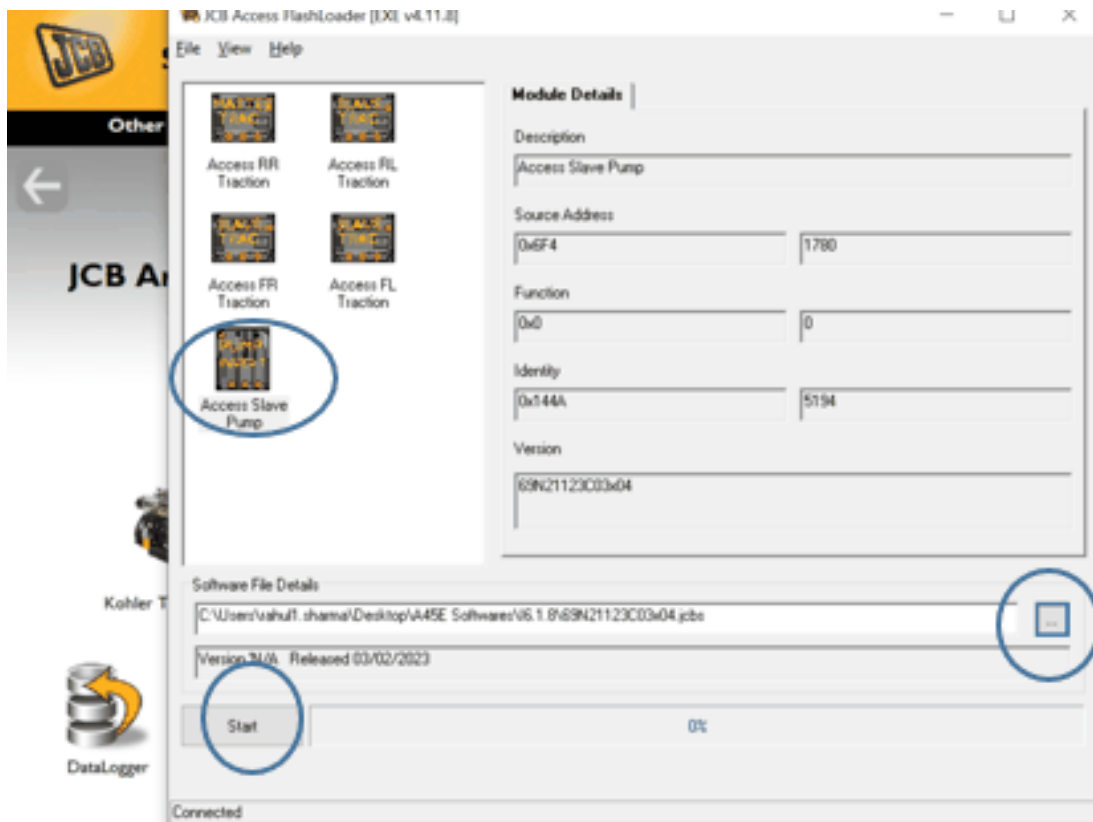 JCB Access FlashLoader [EXE v4.11.8]
File View Help
JCB
Other
JCB A
Kohler T
DataLogger
Access RR
Traction
Access RL
Traction
Access FR
Traction
Access FL
Traction
Access Slave
Pump
Module Details
Description
Access Slave Pump
Source Address
0x6F4 1780
Function
0x0 0
Identity
0x144A 5194
Version
69N21123C03x04
Software File Details
C:\Users\rahul1.sharma\Desktop\A45E Softwares\V6.1.8\69N21123C03x04.jcbs
...
Version N/A Released 03/02/2023
Start
0%
Connected